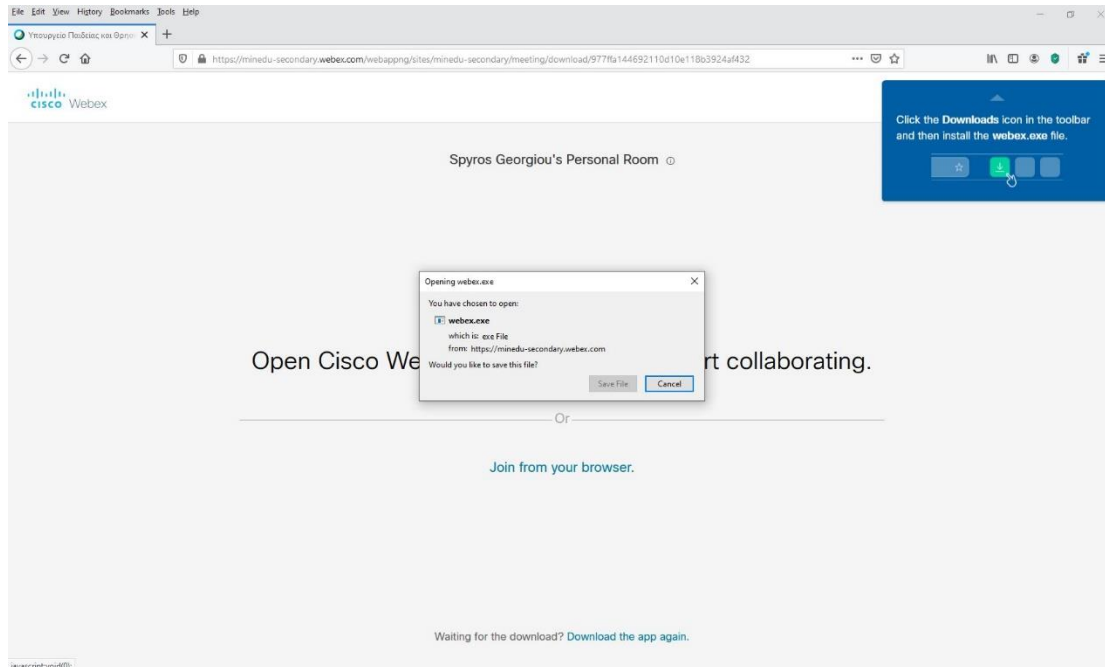 File Edit View History Bookmarks Tools Help
Υπουργείο Παιδείας και Θρησ
https://minedu-secondary.webex.com/webappng/sites/minedu-secondary/meeting/download/977ffa144692110d10e118b3924af432
cisco Webex
Click the Downloads icon in the toolbar
and then install the webex.exe file.
Spyros Georgiou's Personal Room
Opening webex.exe
You have chosen to open:
webex.exe
which is: exe File
from: https://minedu-secondary.webex.com
Would you like to save this file?
Save File Cancel
Open Cisco We rt collaborating.
Or
Join from your browser.
Waiting for the download? Download the app again.
javascript:void(0);